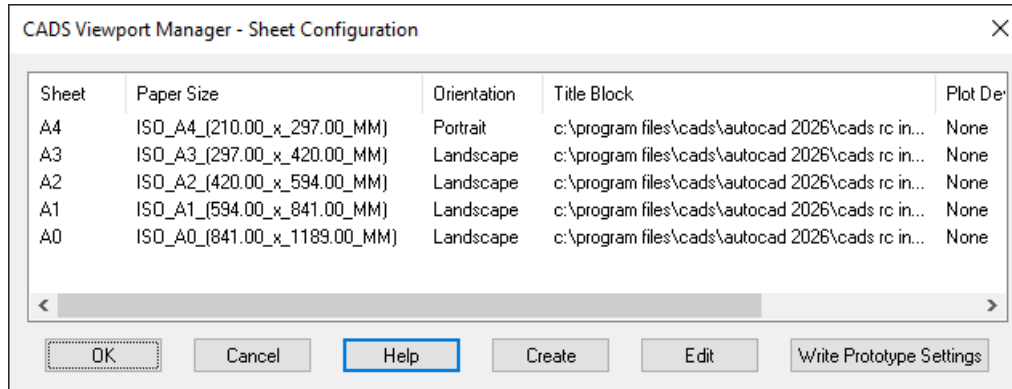 CADS Viewport Manager - Sheet Configuration
Sheet Paper Size Orientation Title Block Plot De
A4 ISO_A4_(210.00_x_297.00_MM) Portrait c:\program files\cads\autocad 2026\cads rc in... None
A3 ISO_A3_(297.00_x_420.00_MM) Landscape c:\program files\cads\autocad 2026\cads rc in... None
A2 ISO_A2_(420.00_x_594.00_MM) Landscape c:\program files\cads\autocad 2026\cads rc in... None
A1 ISO_A1_(594.00_x_841.00_MM) Landscape c:\program files\cads\autocad 2026\cads rc in... None
A0 ISO_A0_(841.00_x_1189.00_MM) Landscape c:\program files\cads\autocad 2026\cads rc in... None
OK Cancel Help Create Edit Write Prototype Settings